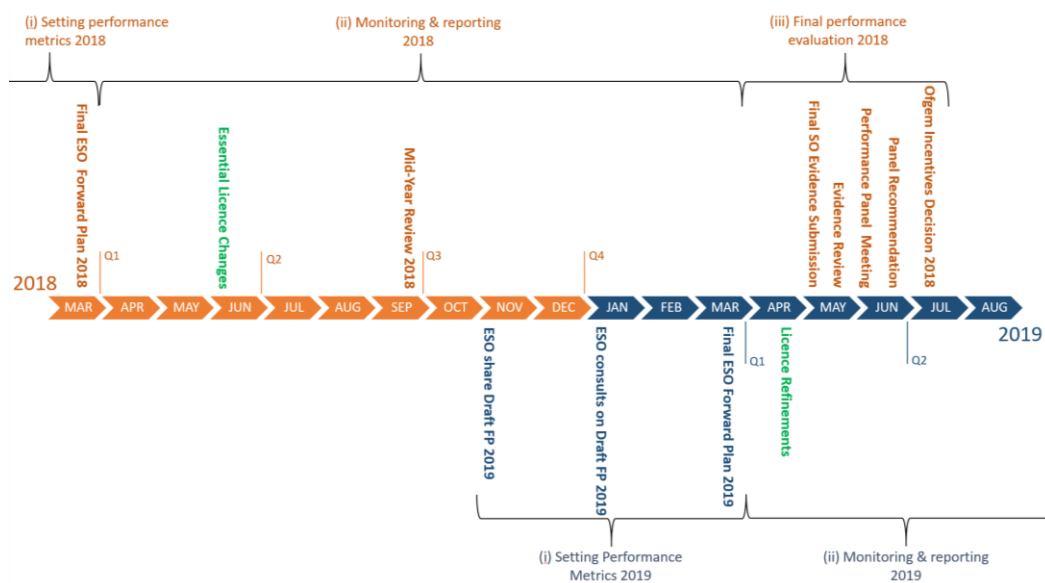 (i) Setting performance
metrics 2018
(ii) Monitoring & reporting
2018
(iii) Final performance
evaluation 2018
Final ESO Forward Plan 2018
Essential Licence Changes
Mid-Year Review 2018
Final SO Evidence Submission
Evidence Review
Performance Panel Meeting
Panel Recommendation
Ofgem Incentives Decision 2018
Q1
Q2
Q3
Q4
2018
MAR
APR
MAY
JUN
JUL
AUG
SEP
OCT
NOV
DEC
JAN
FEB
MAR
APR
MAY
JUN
JUL
AUG
2019
ESO share Draft FP 2019
ESO consults on Draft FP 2019
Final ESO Forward Plan 2019
Q1
Licence Refinements
Q2
(i) Setting Performance
Metrics 2019
(ii) Monitoring & reporting
2019